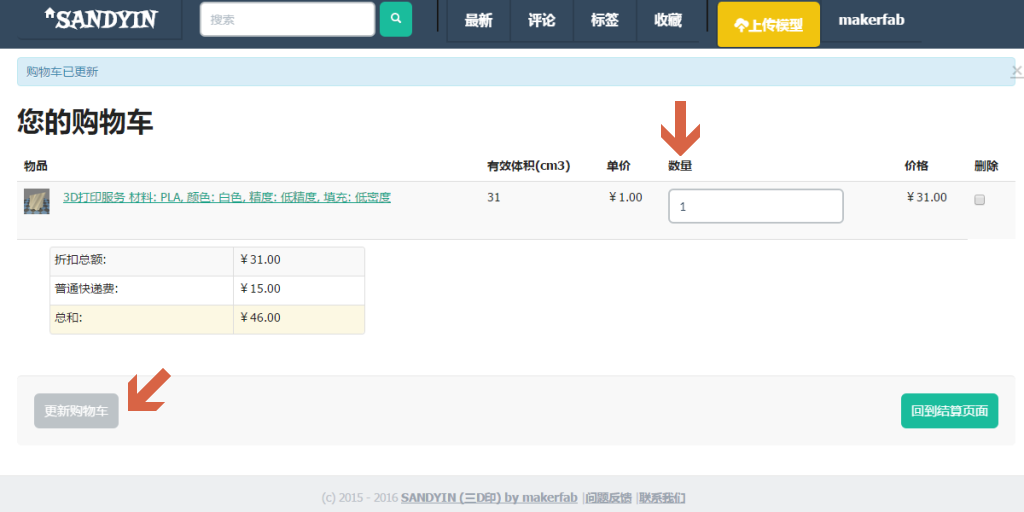 SANDYIN
搜索
最新
评论
标签
收藏
上传模型
makerfab
购物车已更新
×
您的购物车
物品 有效体积(cm3) 单价 数量 价格 删除
3D打印服务 材料: PLA, 颜色: 白色, 精度: 低精度, 填充: 低密度 31 ¥1.00 1 ¥31.00
折扣总额: ¥31.00
普通快递费: ¥15.00
总和: ¥46.00
更新购物车
回到结算页面
(c) 2015 - 2016 SANDYIN (三D印) by makerfab |问题反馈 |联系我们